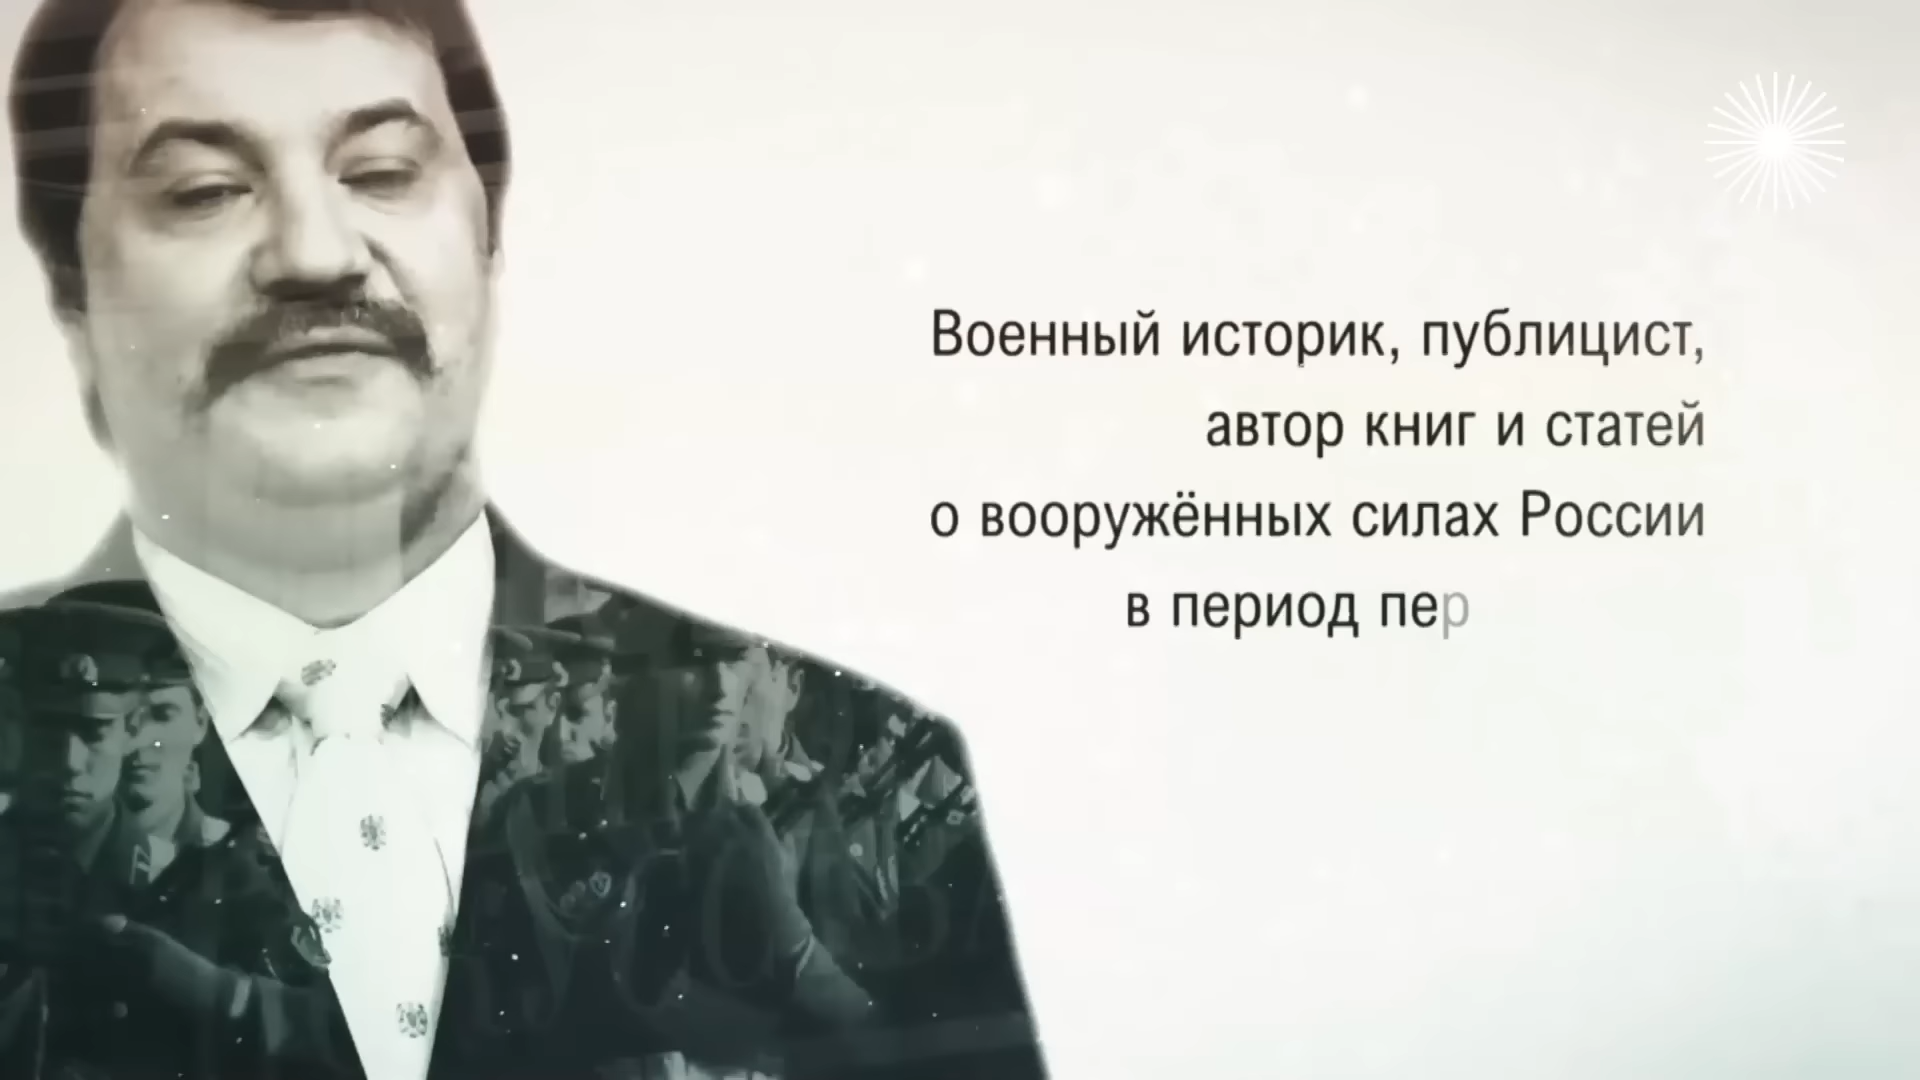 Военный историк, публицист,
автор книг и статей
о вооружённых силах России
в период пер